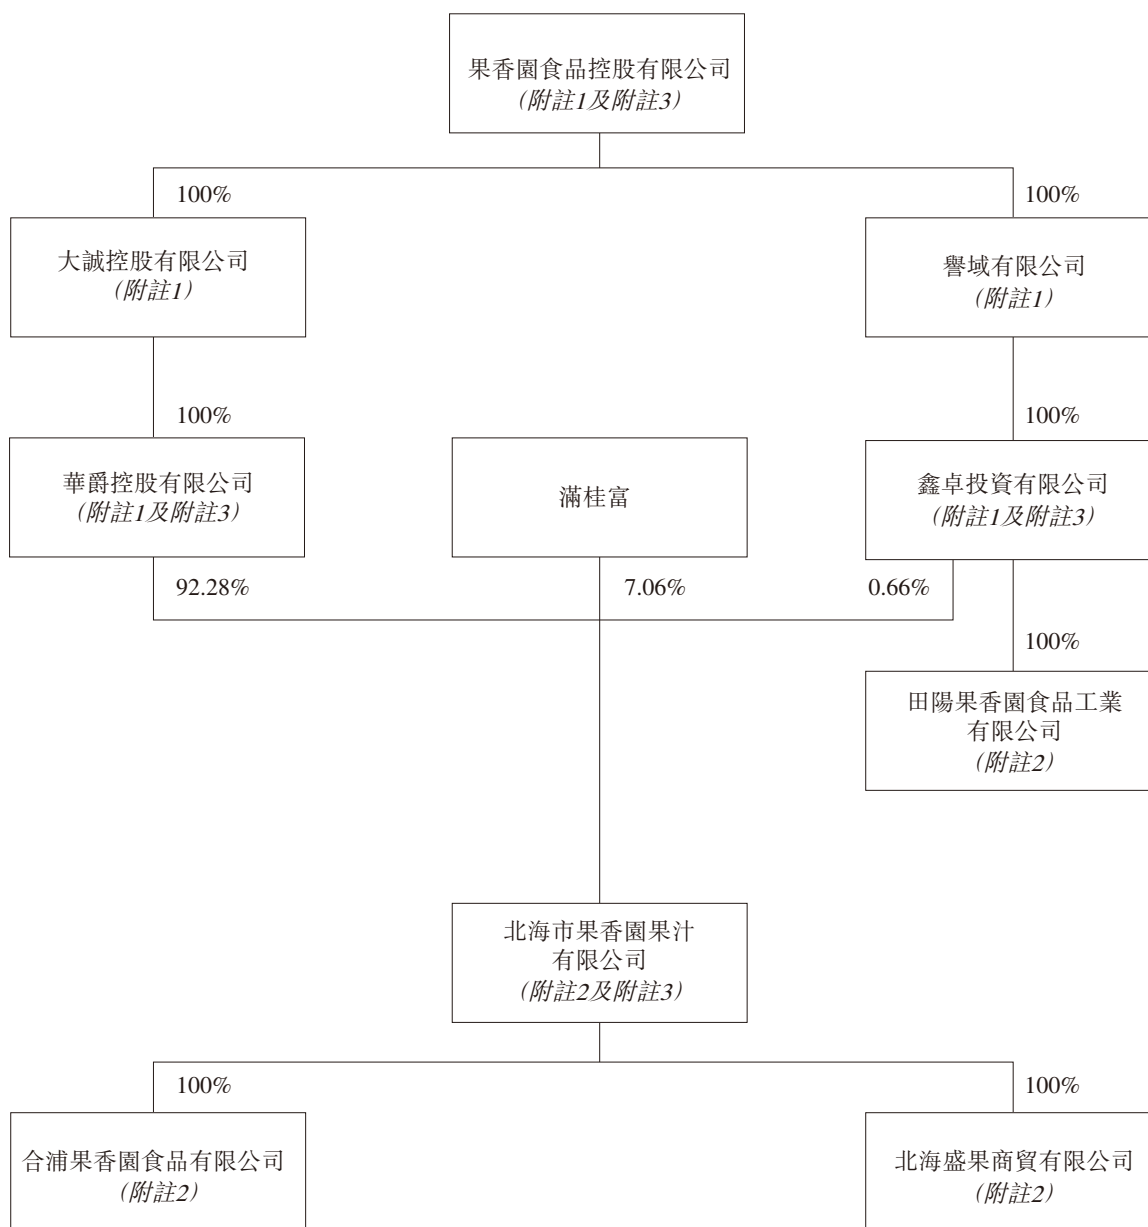 果香園食品控股有限公司
（附註1及附註3）
100%
100%
大誠控股有限公司
（附註1）
譽域有限公司
（附註1）
100%
100%
華爵控股有限公司
（附註1及附註3）
滿桂富
鑫卓投資有限公司
（附註1及附註3）
92.28%
7.06%
0.66%
100%
田陽果香園食品工業
有限公司
（附註2）
北海市果香園果汁
有限公司
（附註2及附註3）
100%
100%
合浦果香園食品有限公司
（附註2）
北海盛果商貿有限公司
（附註2）